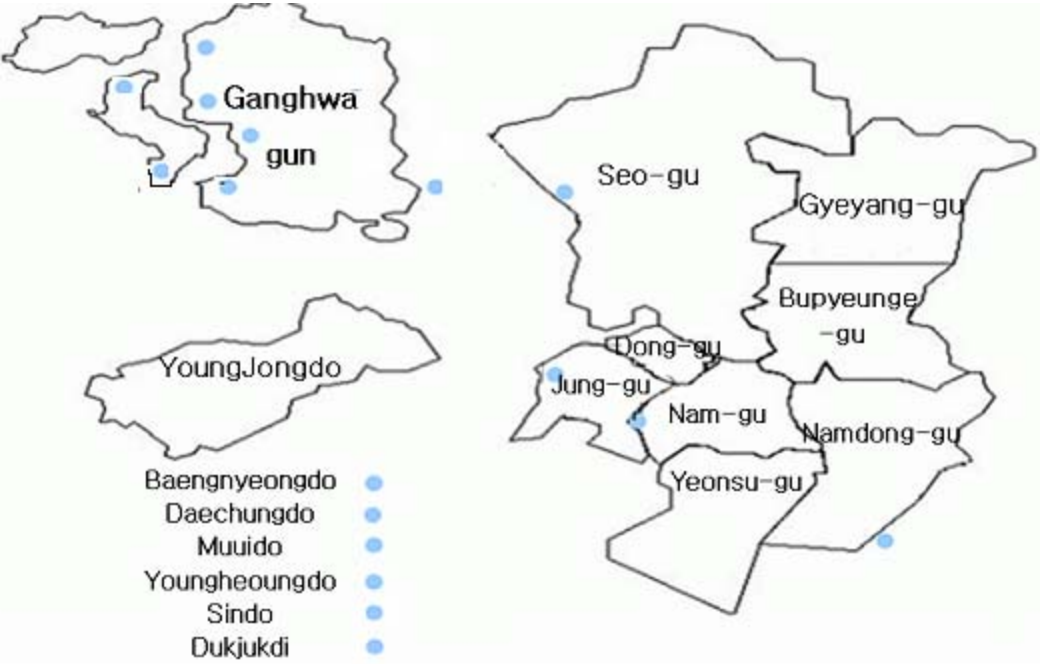 Ganghwa
gun
Seo-gu
Gyeyang-gu
Bupyeunge
-gu
Dong-gu
YoungJongdo
Jung-gu
Nam-gu
Namdong-gu
Yeonsu-gu
Baengnyeongdo
Daechungdo
Muuido
Youngheoungdo
Sindo
Dukjukdi